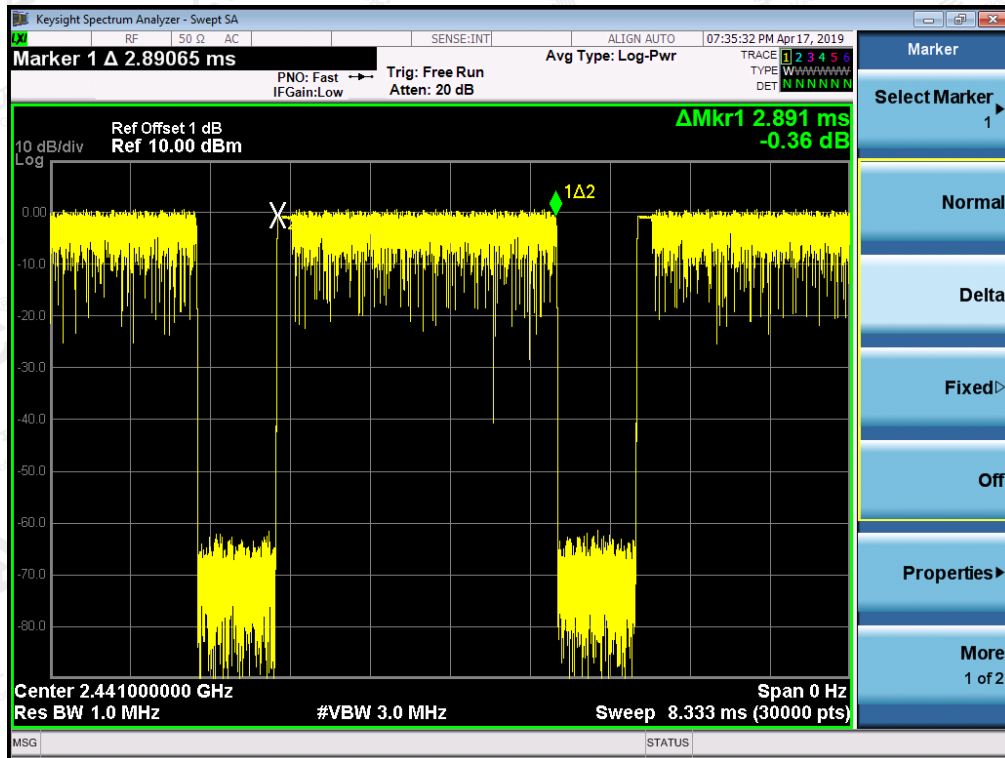 Keysight Spectrum Analyzer - Swept SA
LXI RF 50 Ω AC SENSE:INT ALIGN AUTO 07:35:32 PM Apr 17, 2019
Marker 1 Δ 2.89065 ms
PNO: Fast
IFGain:Low
Trig: Free Run
Atten: 20 dB
Avg Type: Log-Pwr
TRACE 1 2 3 4 5 6
TYPE W
DET N N N N N N
ΔMkr1 2.891 ms
-0.36 dB
Ref Offset 1 dB
10 dB/div Ref 10.00 dBm
Log
1Δ2
0.00
-10.0
-20.0
-30.0
-40.0
-50.0
-60.0
-70.0
-80.0
Center 2.441000000 GHz Span 0 Hz
Res BW 1.0 MHz #VBW 3.0 MHz Sweep 8.333 ms (30000 pts)
MSG STATUS
Marker
Select Marker
1
Normal
Delta
Fixed
Off
Properties
More
1 of 2